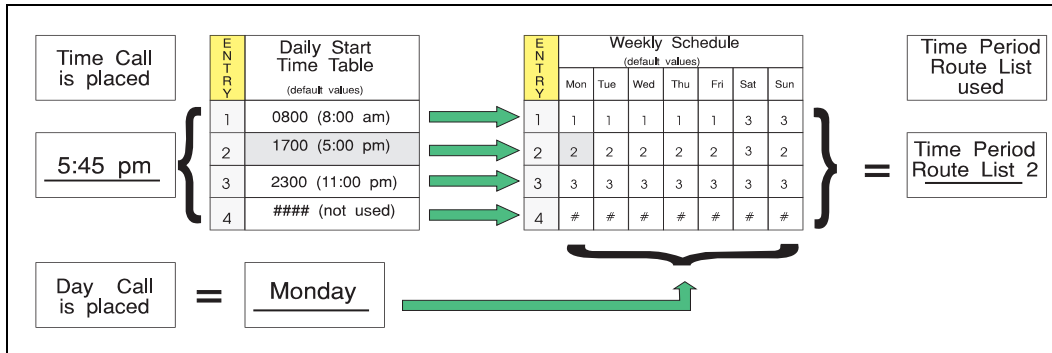 Time Call
is placed
5:45 pm
ENTRY
Daily Start
Time Table
(default values)
1 0800 (8:00 am)
2 1700 (5:00 pm)
3 2300 (11:00 pm)
4 #### (not used)
ENTRY
Weekly Schedule
(default values)
Mon Tue Wed Thu Fri Sat Sun
1 1 1 1 1 1 3 3
2 2 2 2 2 2 3 2
3 3 3 3 3 3 3 3
4 # # # # # # #
=
Time Period
Route List
used
Time Period
Route List 2
Day Call
is placed
=
Monday